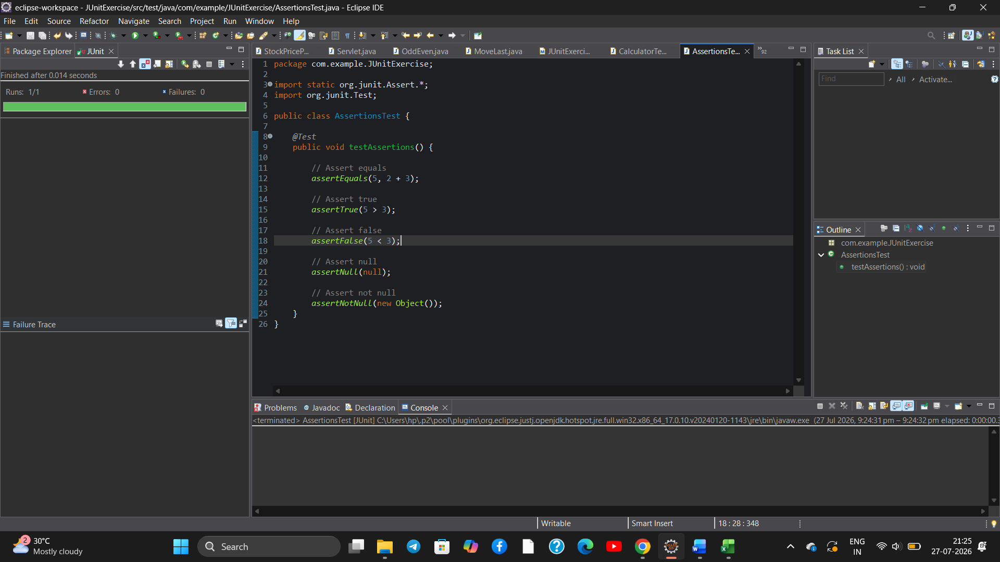 eclipse-workspace - JUnitExercise/src/test/java/com/example/JUnitExercise/AssertionsTest.java - Eclipse IDE
File Edit Source Refactor Navigate Search Project Run Window Help
Package Explorer JUnit
Finished after 0.014 seconds
Runs: 1/1 Errors: 0 Failures: 0
Failure Trace
StockPriceP... Servlet.java OddEven.java MoveLast.java JUnitExerci... CalculatorTe... AssertionsTe... »92
1 package com.example.JUnitExercise;
2
3 import static org.junit.Assert.*;
4 import org.junit.Test;
5
6 public class AssertionsTest {
7
8 @Test
9 public void testAssertions() {
10
11 // Assert equals
12 assertEquals(5, 2 + 3);
13
14 // Assert true
15 assertTrue(5 > 3);
16
17 // Assert false
18 assertFalse(5 < 3);
19
20 // Assert null
21 assertNull(null);
22
23 // Assert not null
24 assertNotNull(new Object());
25 }
26 }
Task List
Find All Activate...
Outline
com.example.JUnitExercise
AssertionsTest
testAssertions() : void
Problems Javadoc Declaration Console
<terminated> AssertionsTest [JUnit] C:\Users\hp\.p2\pool\plugins\org.eclipse.justj.openjdk.hotspot.jre.full.win32.x86_64_17.0.10.v20240120-1143\jre\bin\javaw.exe (27 Jul 2026, 9:24:31 pm – 9:24:32 pm elapsed: 0:00:00.3
Writable Smart Insert 18 : 28 : 348
2
30°C
Mostly cloudy
Search
ENG
IN
21:25
27-07-2026